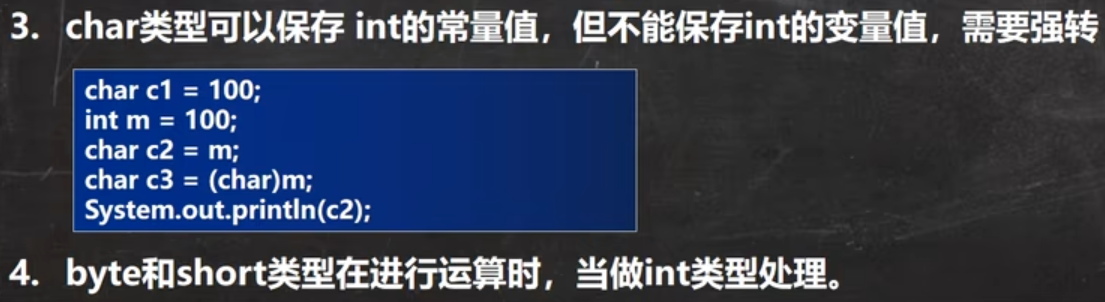 3. char类型可以保存 int的常量值，但不能保存int的变量值，需要强转
char c1 = 100;
int m = 100;
char c2 = m;
char c3 = (char)m;
System.out.println(c2);
4. byte和short类型在进行运算时，当做int类型处理。